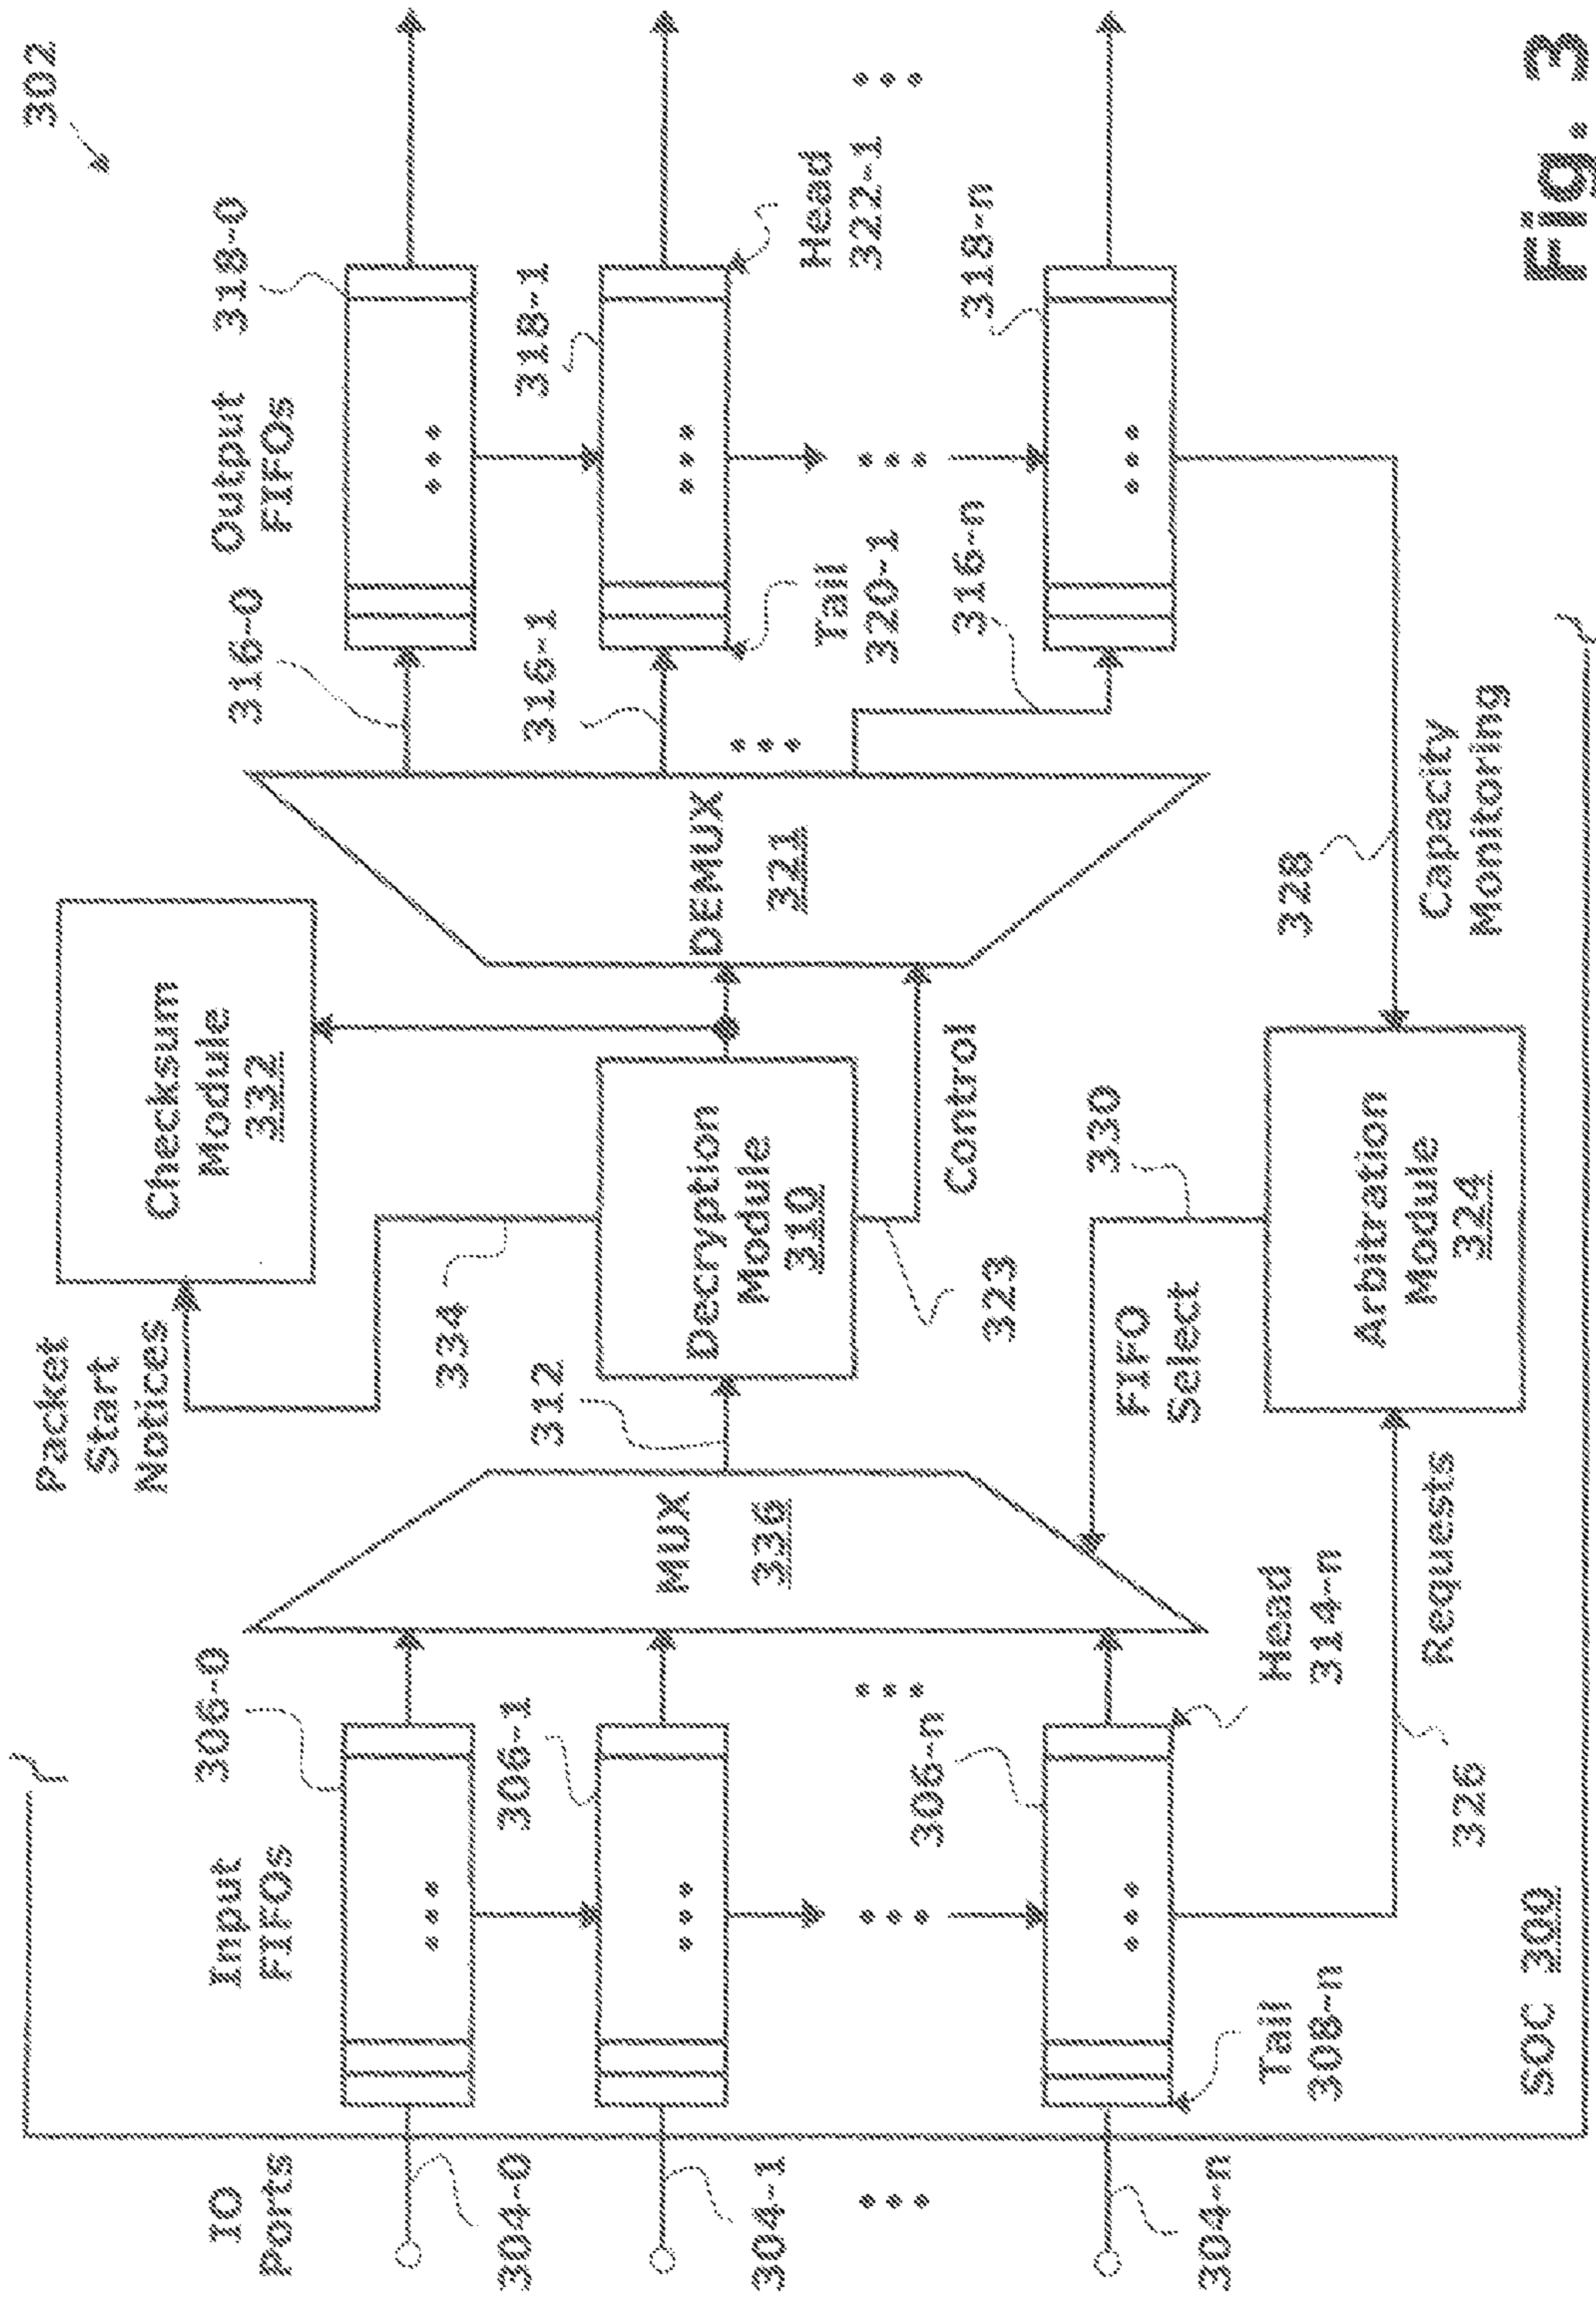 302
Packet
Start
Notices
Checksum
Module
332
IO
Ports
Input
FIFOs
306-0
334
316-0
Output
FIFOs
318-0
304-0
306-1
312
316-1
318-1
MUX
336
Decryption
Module
310
DEMUX
321
304-1
Tail
320-1
Head
322-1
306-n
323
Control
316-n
318-n
304-n
Tail
308-n
Head
314-n
FIFO
Select
330
328
Requests
326
Arbitration
Module
324
Capacity
Monitoring
SOC 300
Fig. 3